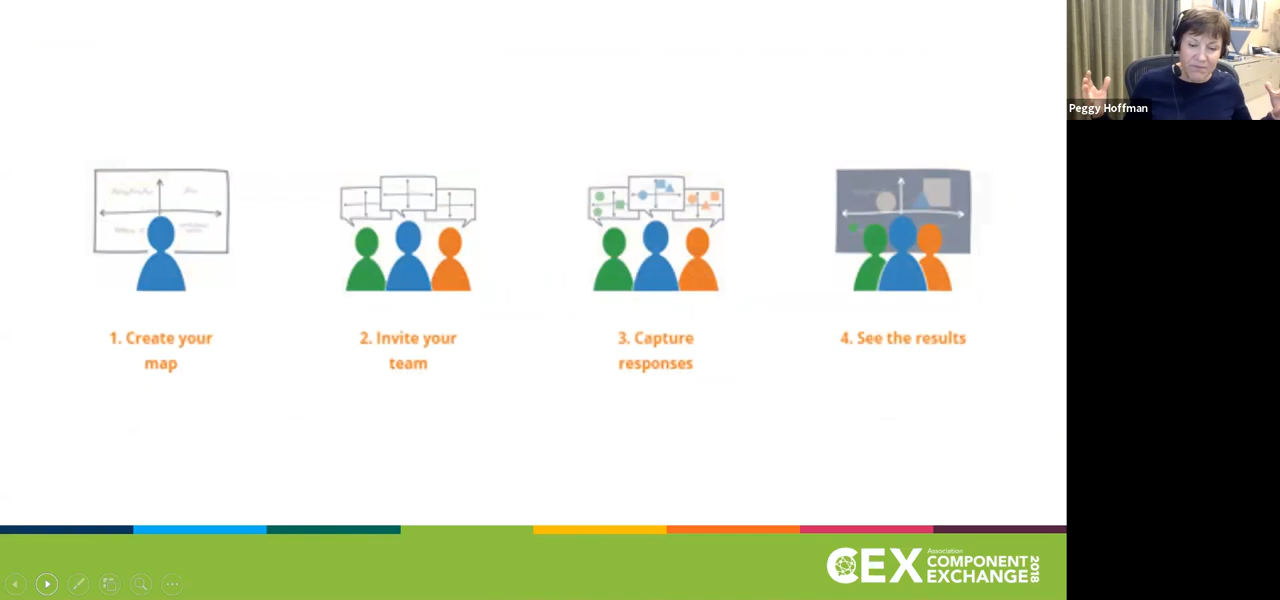 Peggy Hoffman
1. Create your
map
2. Invite your
team
3. Capture
responses
4. See the results
CEX
Association
COMPONENT
EXCHANGE
2018